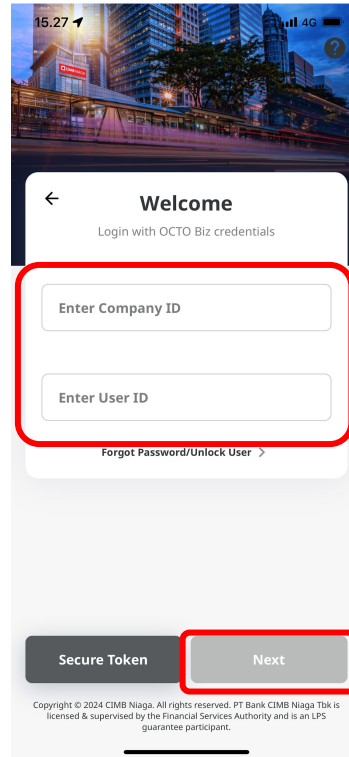 15.27
4G
?
CIMB NIAGA
Welcome
Login with OCTO Biz credentials
Enter Company ID
Enter User ID
Forgot Password/Unlock User
Secure Token
Next
Copyright © 2024 CIMB Niaga. All rights reserved. PT Bank CIMB Niaga Tbk is
licensed & supervised by the Financial Services Authority and is an LPS
guarantee participant.